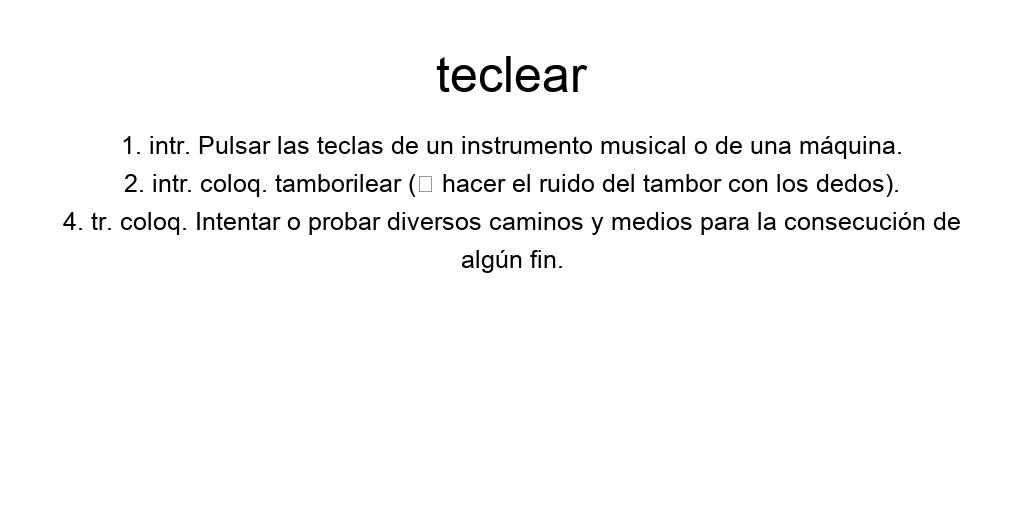 teclear
1. intr. Pulsar las teclas de un instrumento musical o de una máquina.
2. intr. coloq. tamborilear (□ hacer el ruido del tambor con los dedos).
4. tr. coloq. Intentar o probar diversos caminos y medios para la consecución de
algún fin.